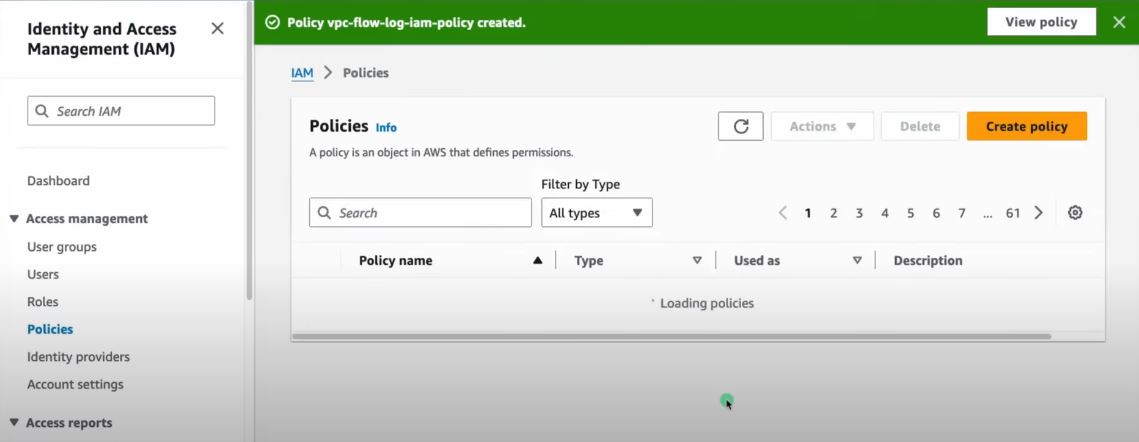 Identity and Access
Management (IAM)
Search IAM
Dashboard
Access management
User groups
Users
Roles
Policies
Identity providers
Account settings
Access reports
Policy vpc-flow-log-iam-policy created.
View policy
IAM > Policies
Policies Info
Actions
Delete
Create policy
A policy is an object in AWS that defines permissions.
Filter by Type
Search
All types
1 2 3 4 5 6 7 ... 61
Policy name
Type
Used as
Description
Loading policies